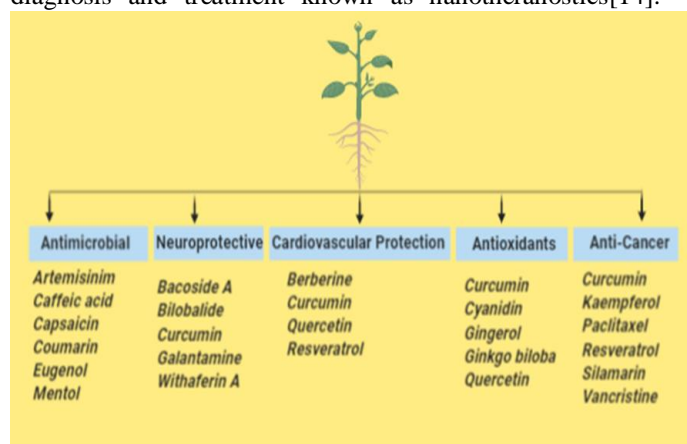 diagnosis and treatment known as nanotheranostics[14].
Antimicrobial
Artemisinim
Caffeic acid
Capsaicin
Coumarin
Eugenol
Mentol
Neuroprotective
Bacoside A
Bilobalide
Curcumin
Galantamine
Withaferin A
Cardiovascular Protection
Berberine
Curcumin
Quercetin
Resveratrol
Antioxidants
Curcumin
Cyanidin
Gingerol
Ginkgo biloba
Quercetin
Anti-Cancer
Curcumin
Kaempferol
Paclitaxel
Resveratrol
Silamarin
Vancristine